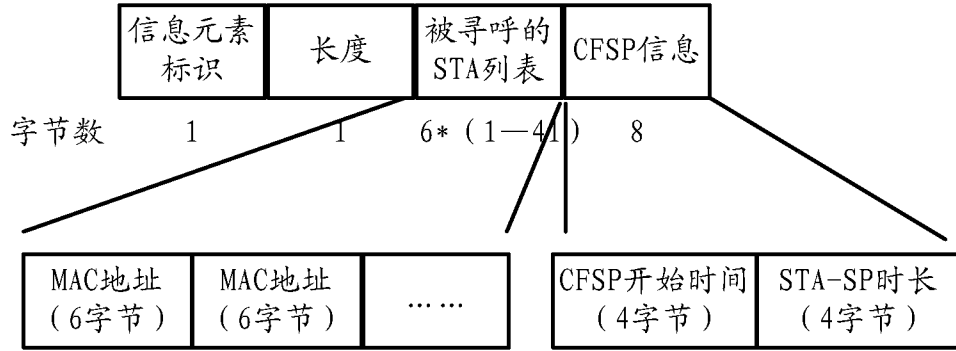 信息元素
标识
长度
被寻呼的
STA列表
CFSP信息
字节数 1 1 6*(1—41) 8
MAC地址
(6字节)
MAC地址
(6字节)
……
CFSP开始时间
(4字节)
STA-SP时长
(4字节)